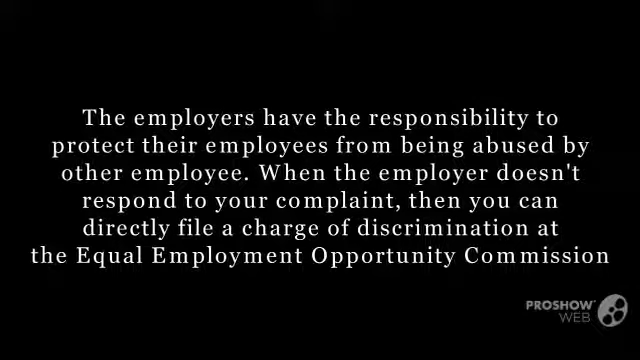 The employers have the responsibility to
protect their employees from being abused by
other employee. When the employer doesn't
respond to your complaint, then you can
directly file a charge of discrimination at
the Equal Employment Opportunity Commission
PROSHOW
WEB